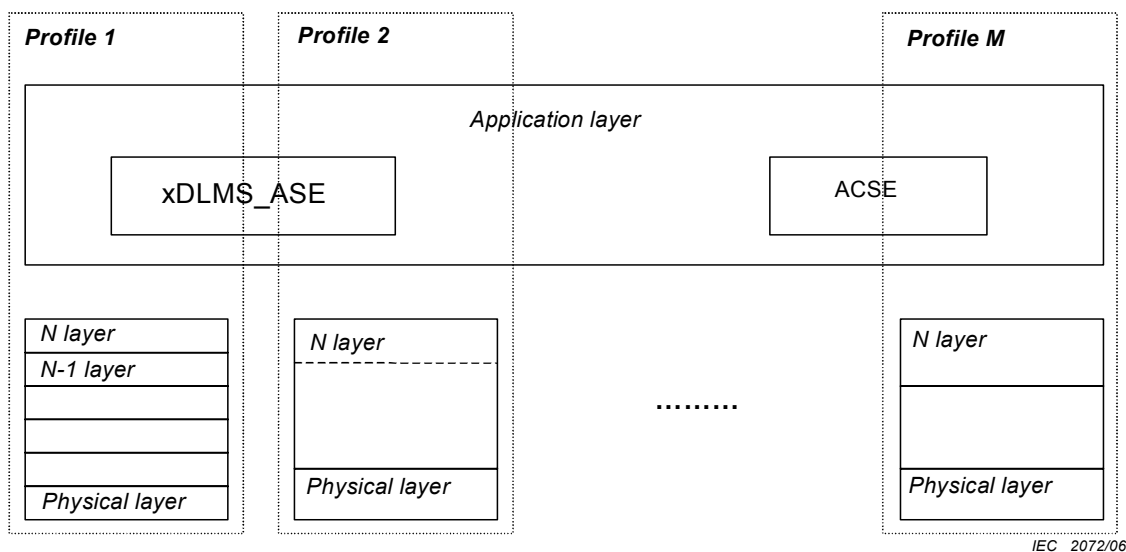 Profile 1
Profile 2
Profile M
Application layer
xDLMS_ASE
ACSE
N layer
N-1 layer
Physical layer
N layer
Physical layer
………
N layer
Physical layer
IEC 2072/06